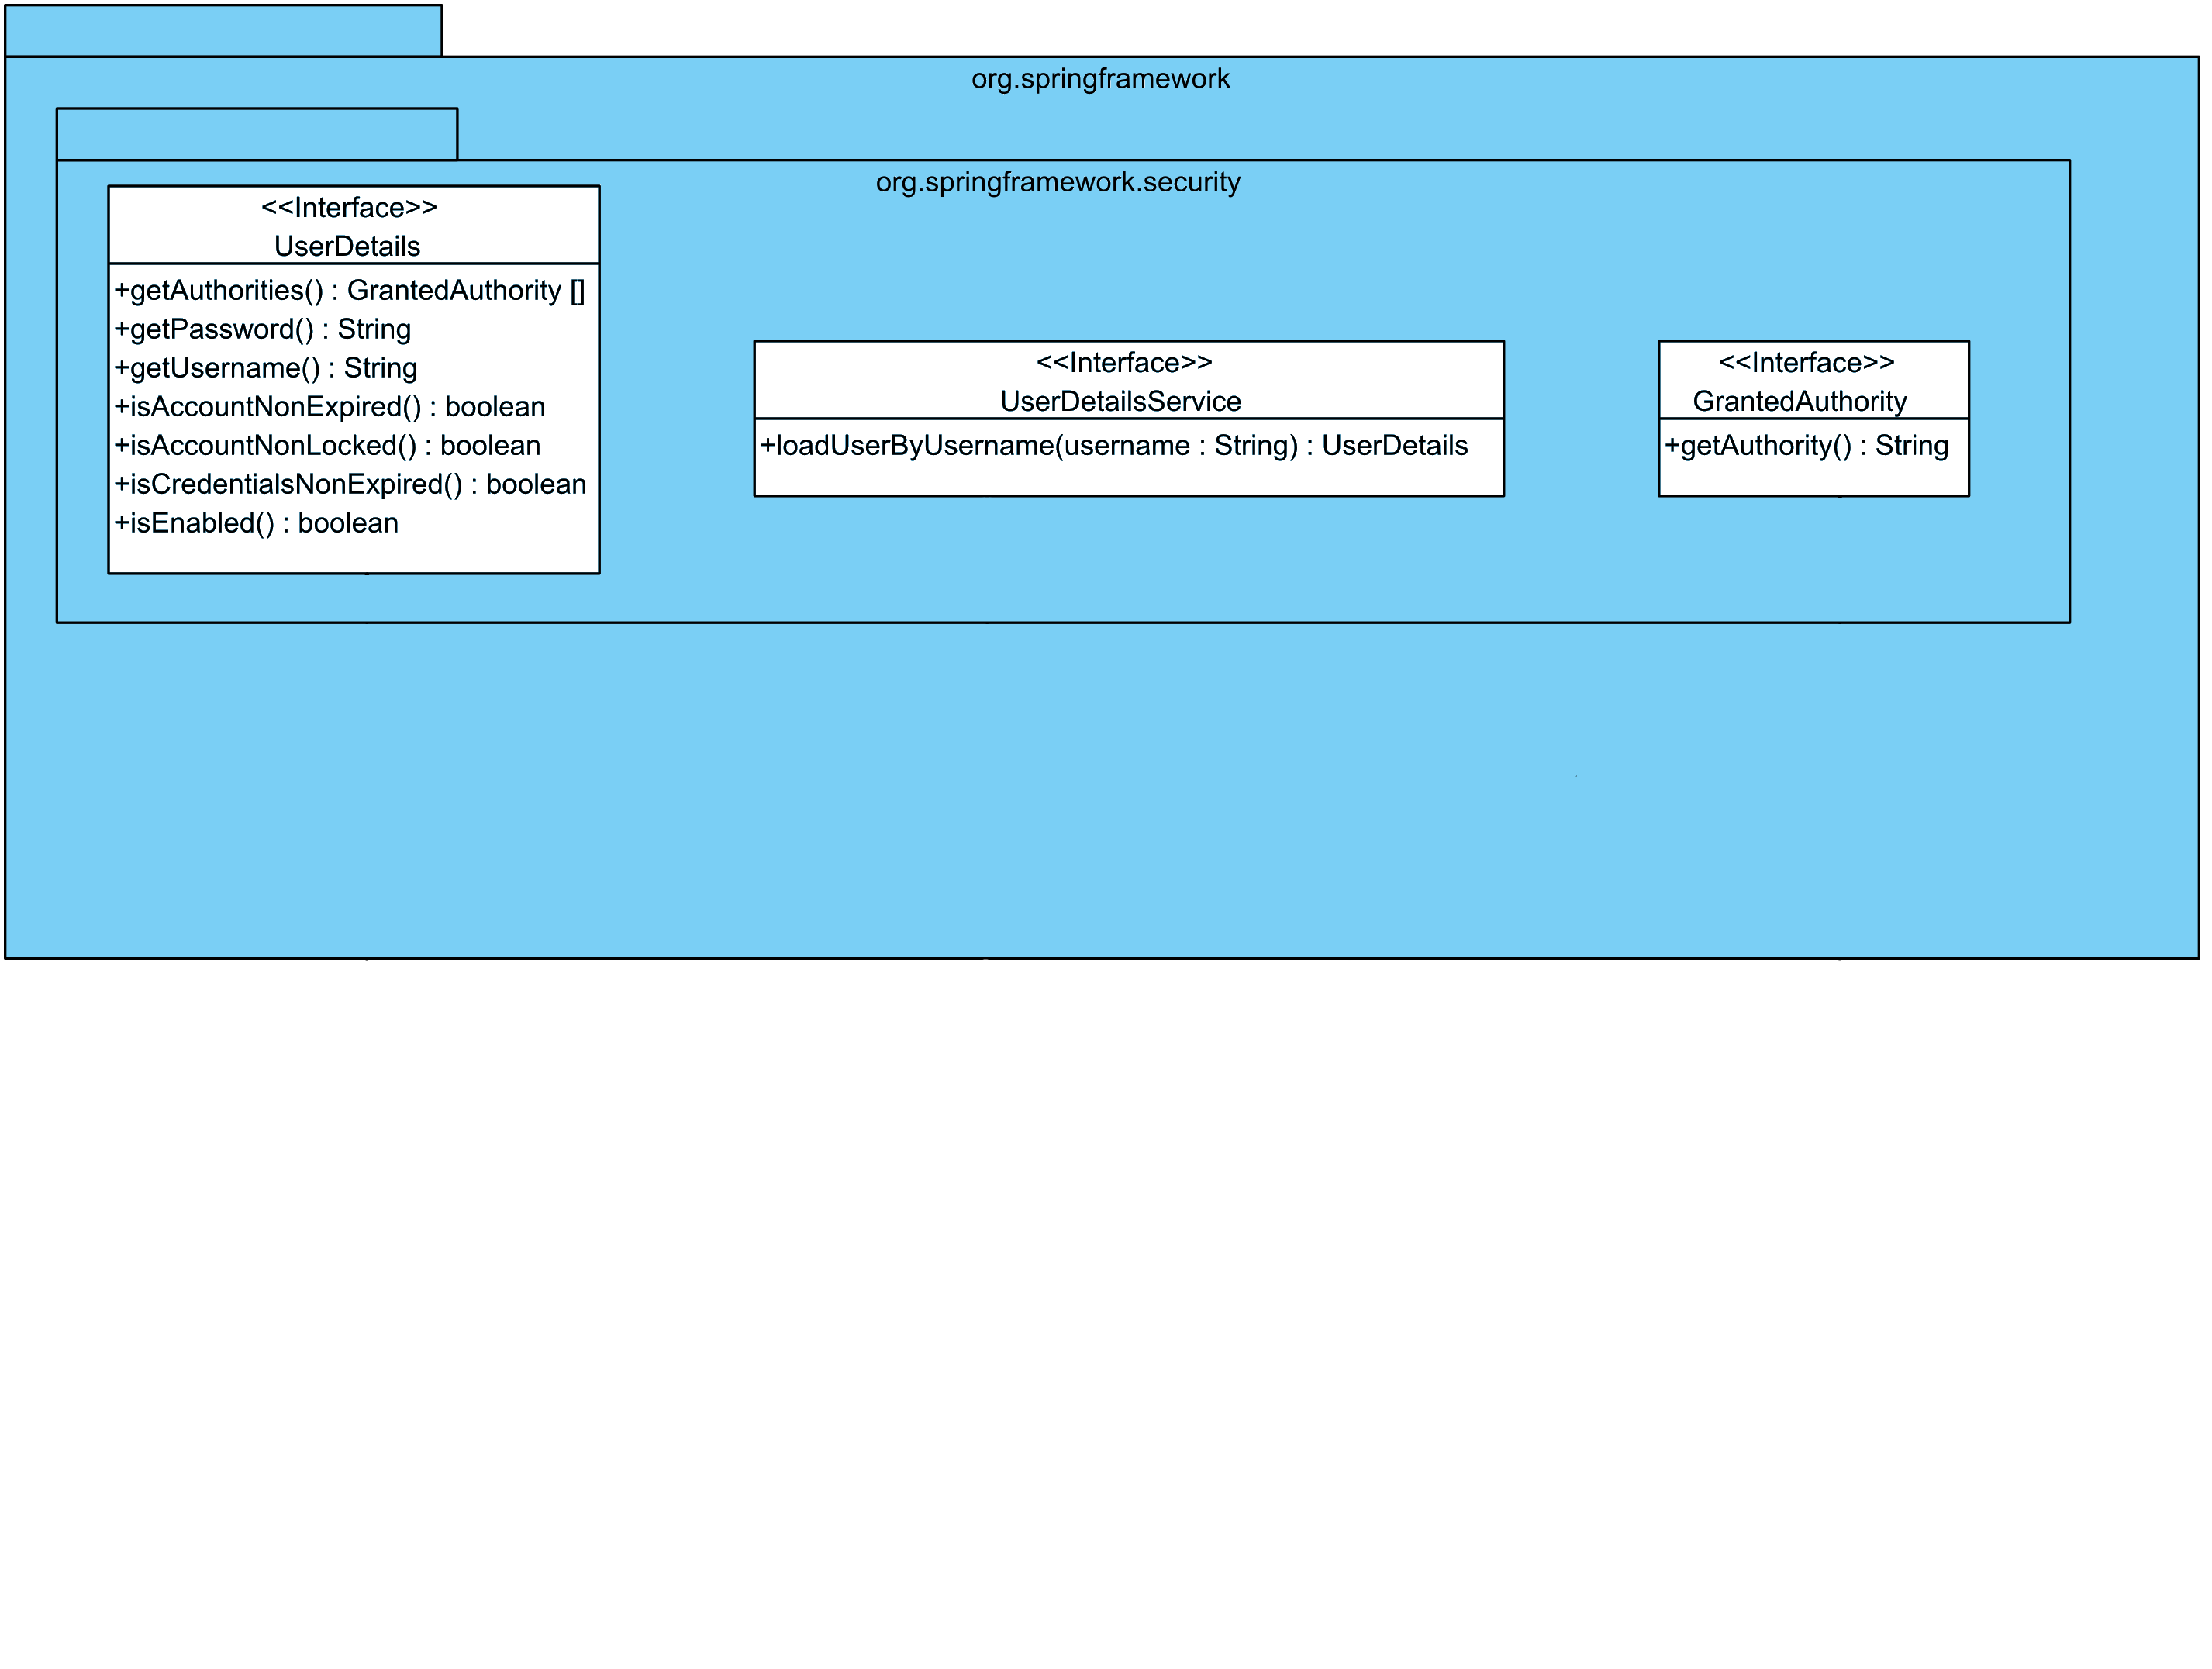 org.springframework
org.springframework.security
<<Interface>>
UserDetails
+getAuthorities() : GrantedAuthority []
+getPassword() : String
+getUsername() : String
+isAccountNonExpired() : boolean
+isAccountNonLocked() : boolean
+isCredentialsNonExpired() : boolean
+isEnabled() : boolean
<<Interface>>
UserDetailsService
+loadUserByUsername(username : String) : UserDetails
<<Interface>>
GrantedAuthority
+getAuthority() : String